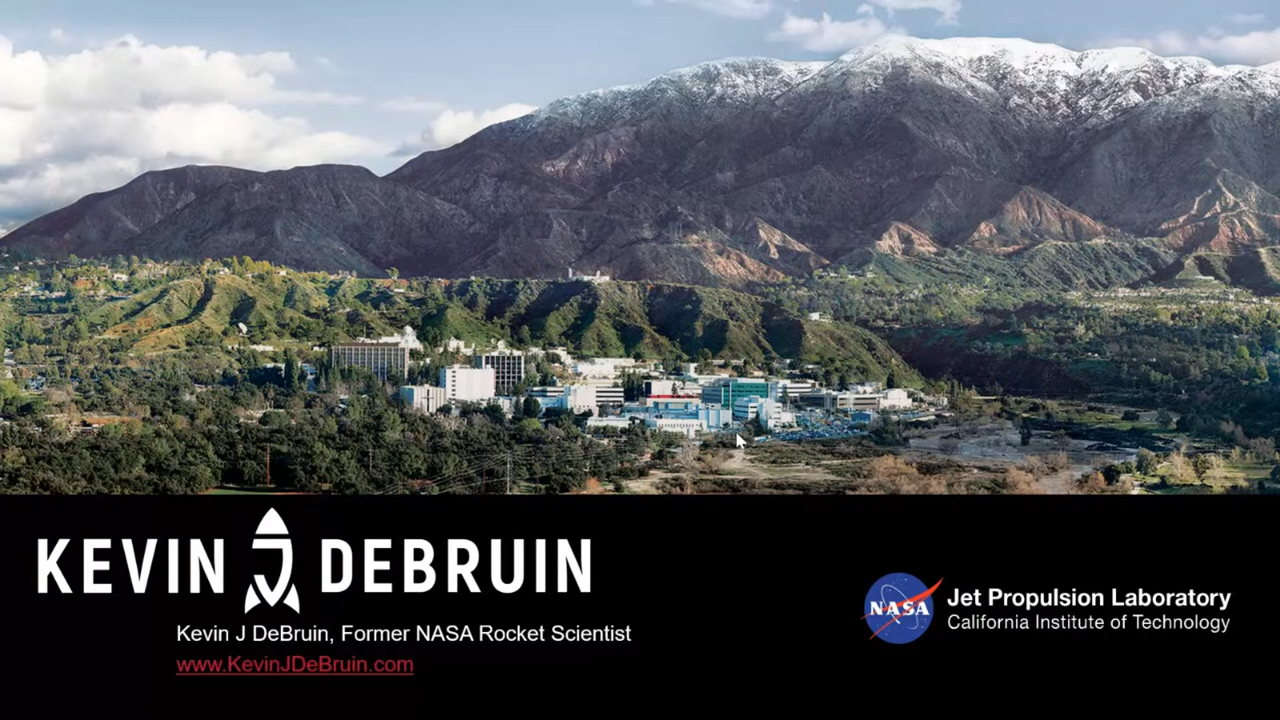 KEVIN J DEBRUIN
Kevin J DeBruin, Former NASA Rocket Scientist
www.KevinJDeBruin.com
NASA
Jet Propulsion Laboratory
California Institute of Technology